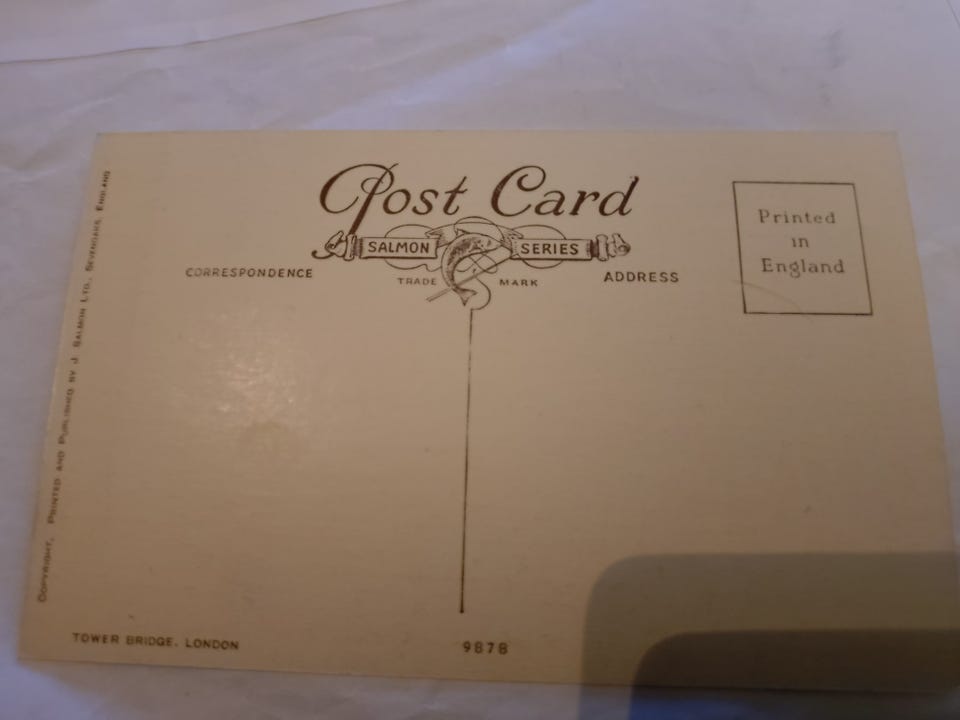 Post Card
SALMON SERIES
TRADE MARK
CORRESPONDENCE
ADDRESS
Printed
in
England
COPYRIGHT. PRINTED AND PUBLISHED BY J. SALMON LTD., SEVENOAKS, ENGLAND
TOWER BRIDGE, LONDON
9878